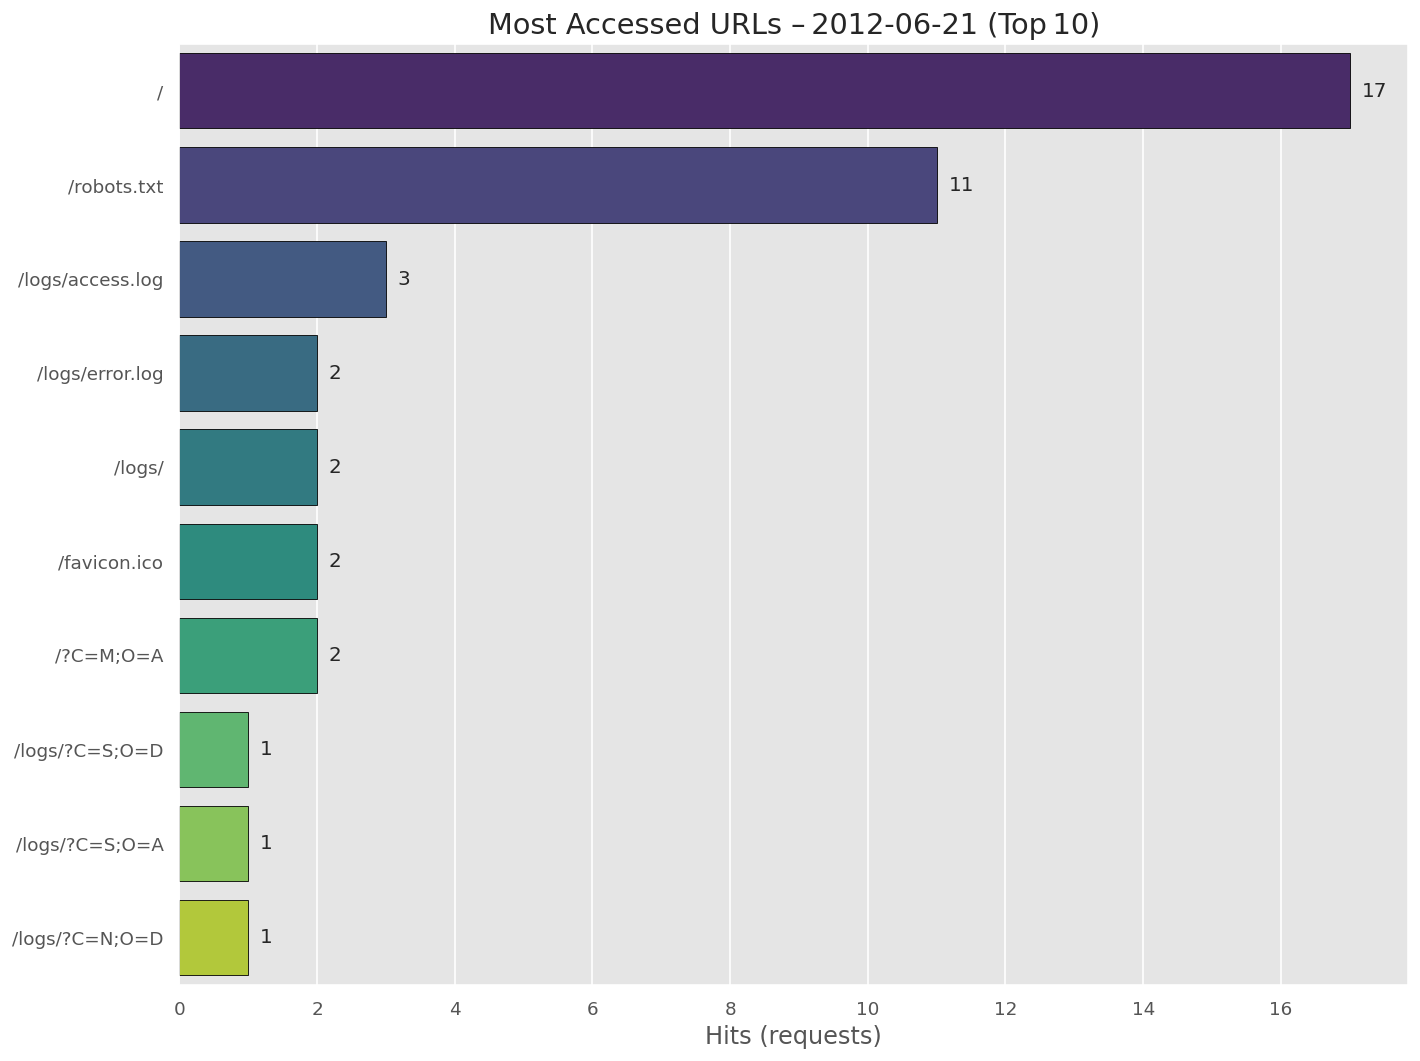 Most Accessed URLs – 2012-06-21 (Top 10)
/ 17
/robots.txt 11
/logs/access.log 3
/logs/error.log 2
/logs/ 2
/favicon.ico 2
/?C=M;O=A 2
/logs/?C=S;O=D 1
/logs/?C=S;O=A 1
/logs/?C=N;O=D 1
0 2 4 6 8 10 12 14 16
Hits (requests)